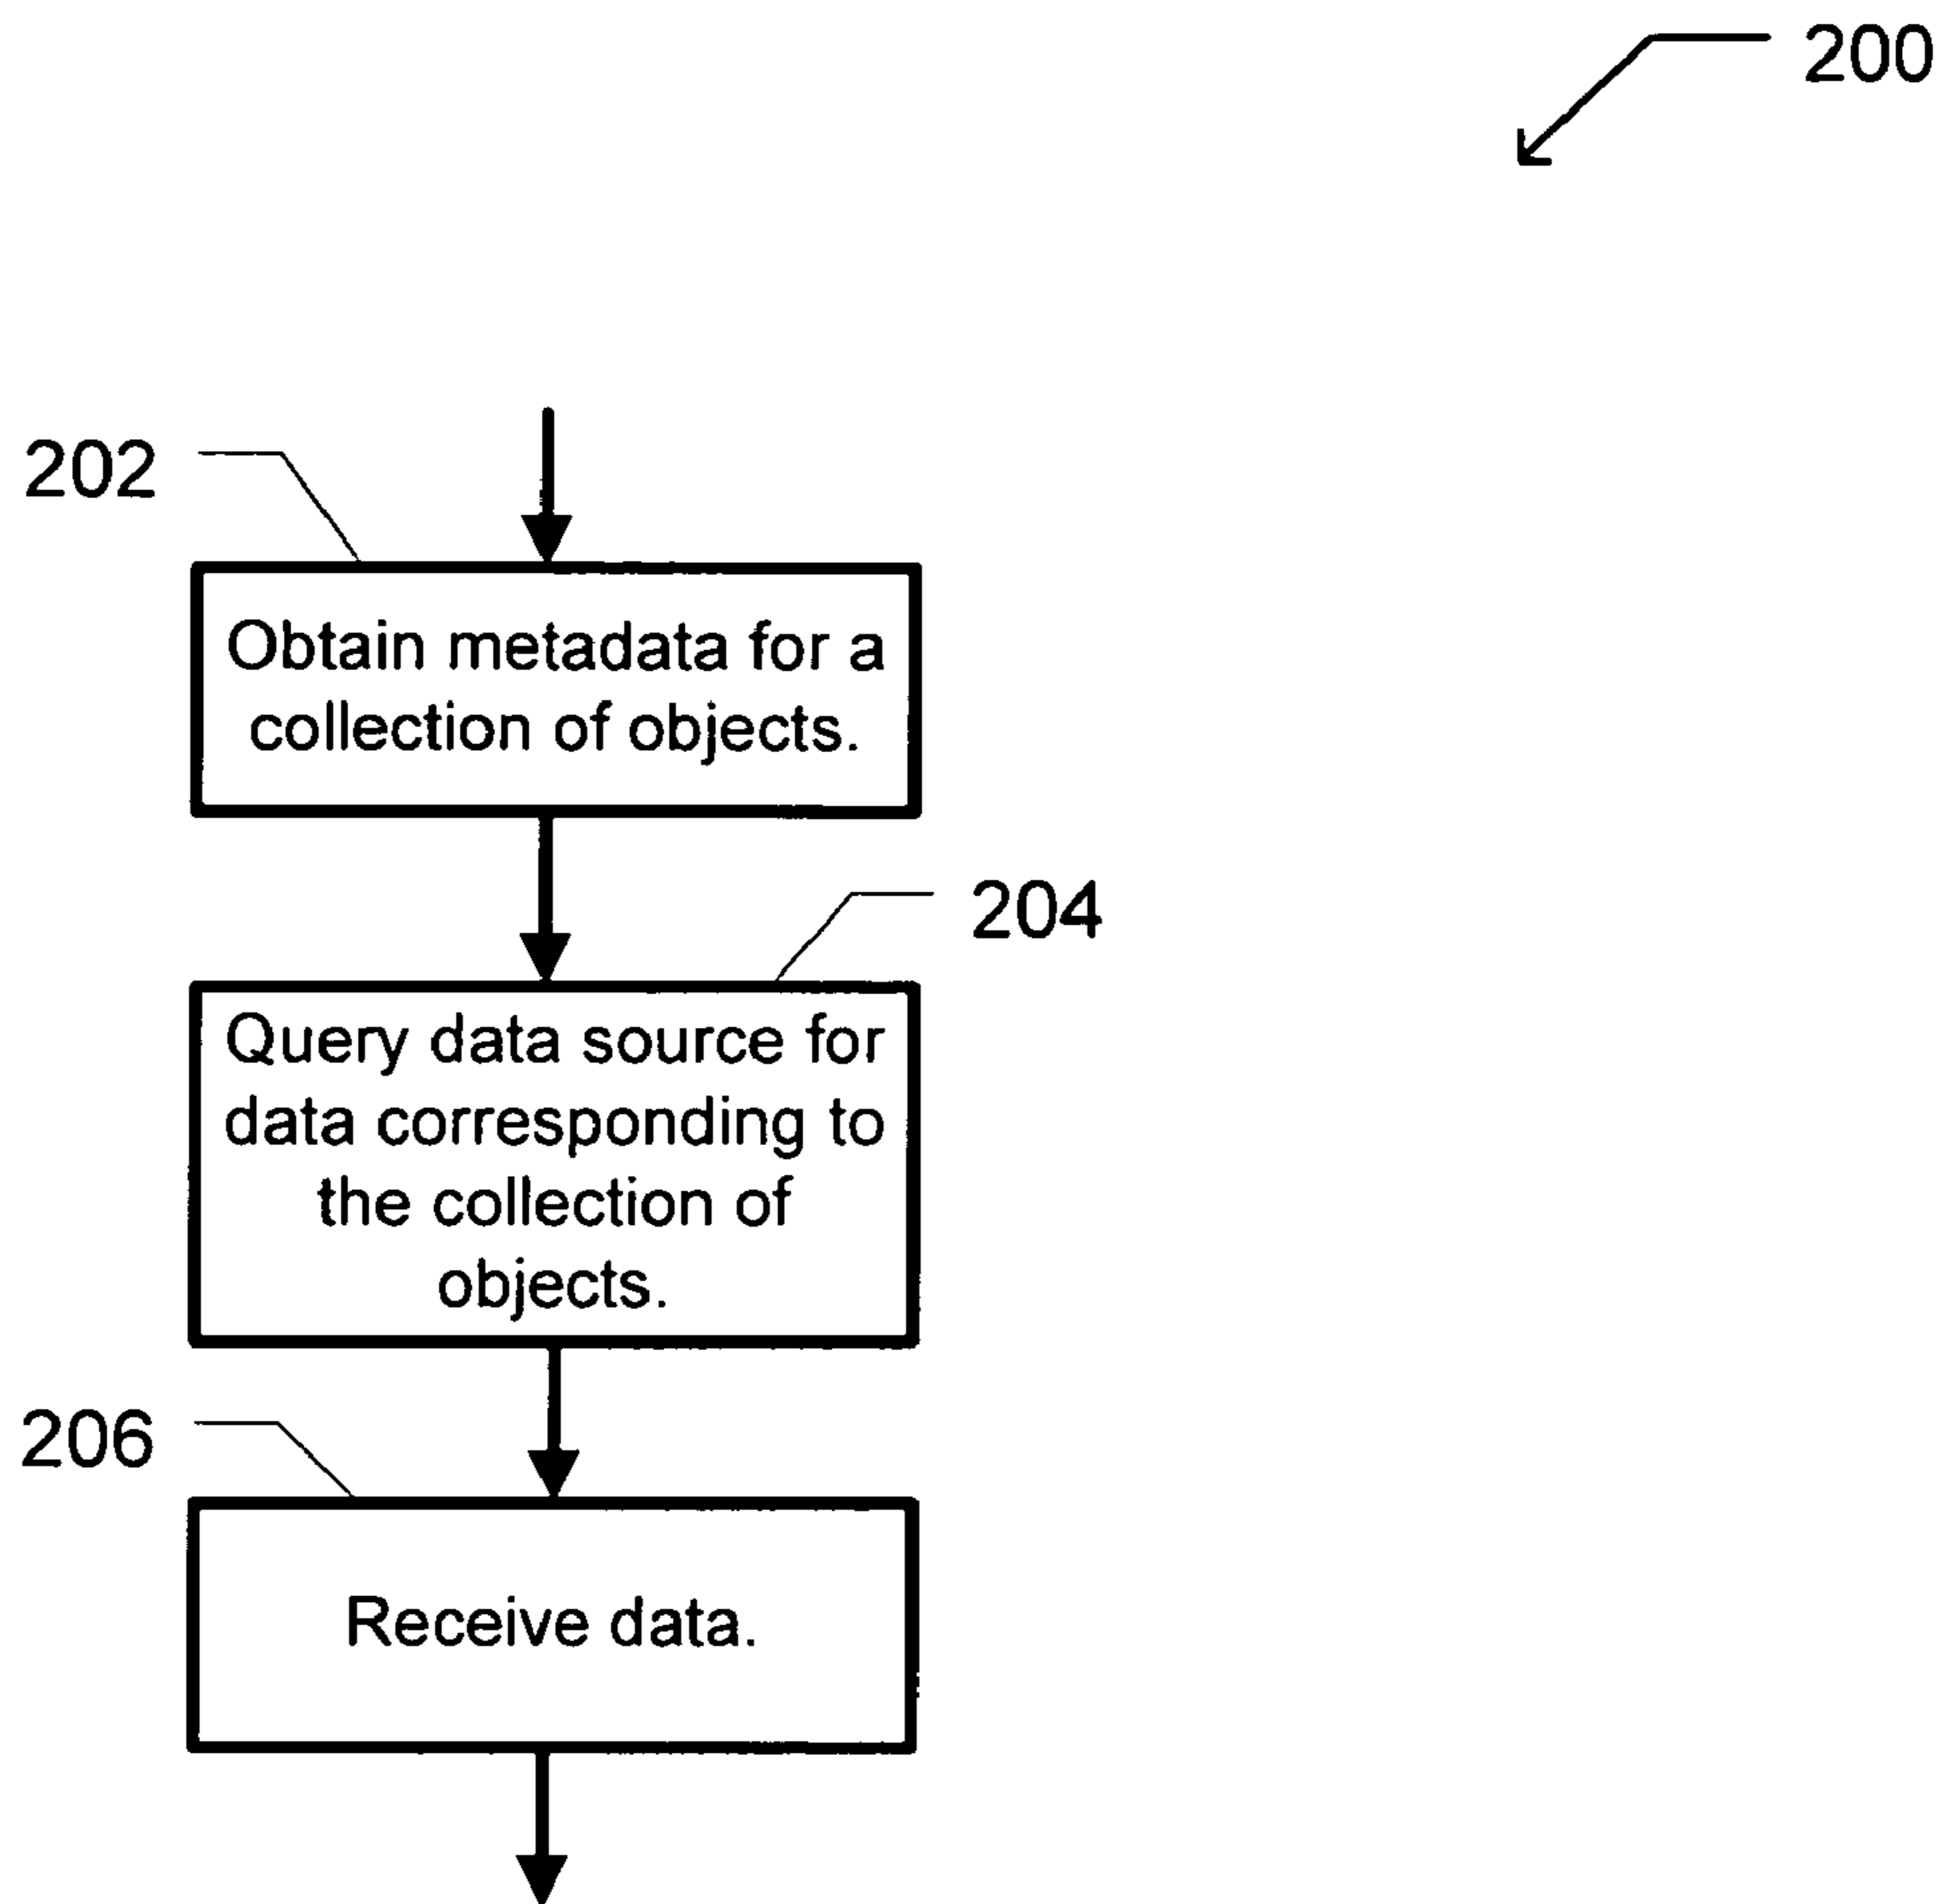 200
202
Obtain metadata for a
collection of objects.
204
Query data source for
data corresponding to
the collection of
objects.
206
Receive data.